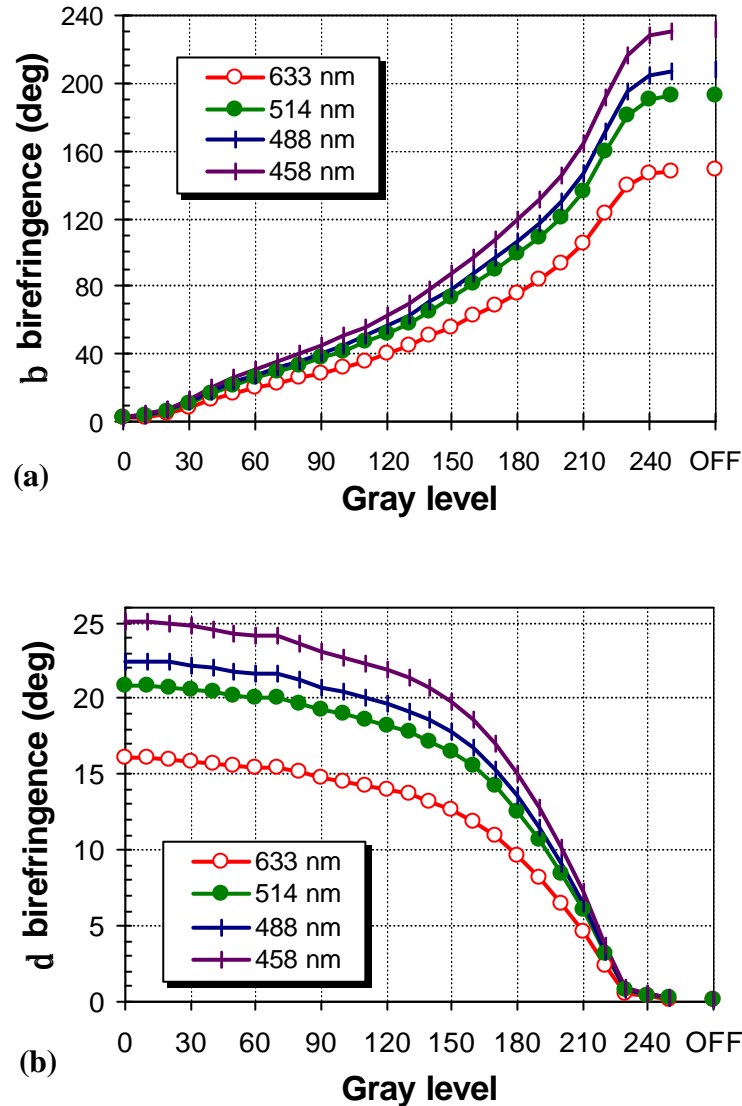 240
200
160
120
80
40
0
b birefringence (deg)
633 nm
514 nm
488 nm
458 nm
0 30 60 90 120 150 180 210 240 OFF
Gray level
(a)
25
20
15
10
5
0
d birefringence (deg)
633 nm
514 nm
488 nm
458 nm
0 30 60 90 120 150 180 210 240 OFF
Gray level
(b)